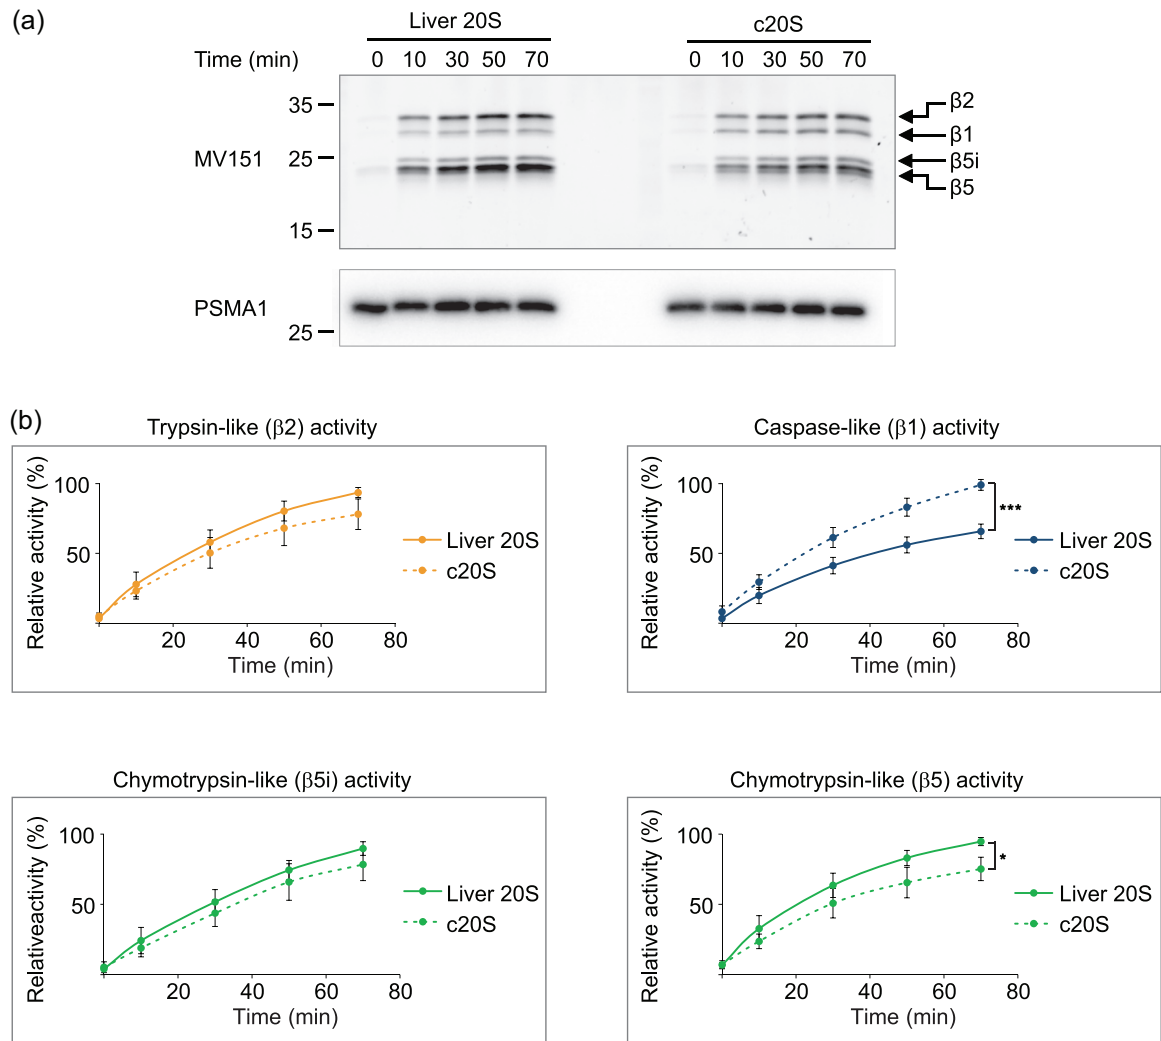 (a)
Liver 20S
c20S
Time (min) 0 10 30 50 70 0 10 30 50 70
35
β2
β1
MV151
25
β5i
β5
15
PSMA1
25
(b)
Trypsin-like (β2) activity
Relative activity (%)
100
50
20 40 60 80
Time (min)
Liver 20S
c20S
Caspase-like (β1) activity
Relative activity (%)
100
50
20 40 60 80
Time (min)
***
Liver 20S
c20S
Chymotrypsin-like (β5i) activity
Relativeactivity (%)
100
50
20 40 60 80
Time (min)
Liver 20S
c20S
Chymotrypsin-like (β5) activity
Relative activity (%)
100
50
20 40 60 80
Time (min)
*
Liver 20S
c20S